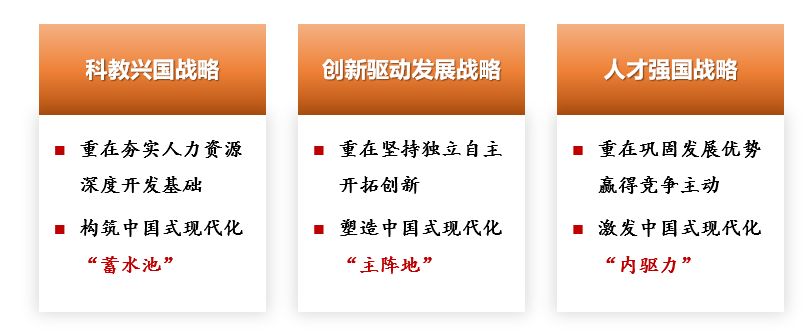 科教兴国战略
重在夯实人力资源
深度开发基础
构筑中国式现代化
“蓄水池”
创新驱动发展战略
重在坚持独立自主
开拓创新
塑造中国式现代化
“主阵地”
人才强国战略
重在巩固发展优势
赢得竞争主动
激发中国式现代化
“内驱力”